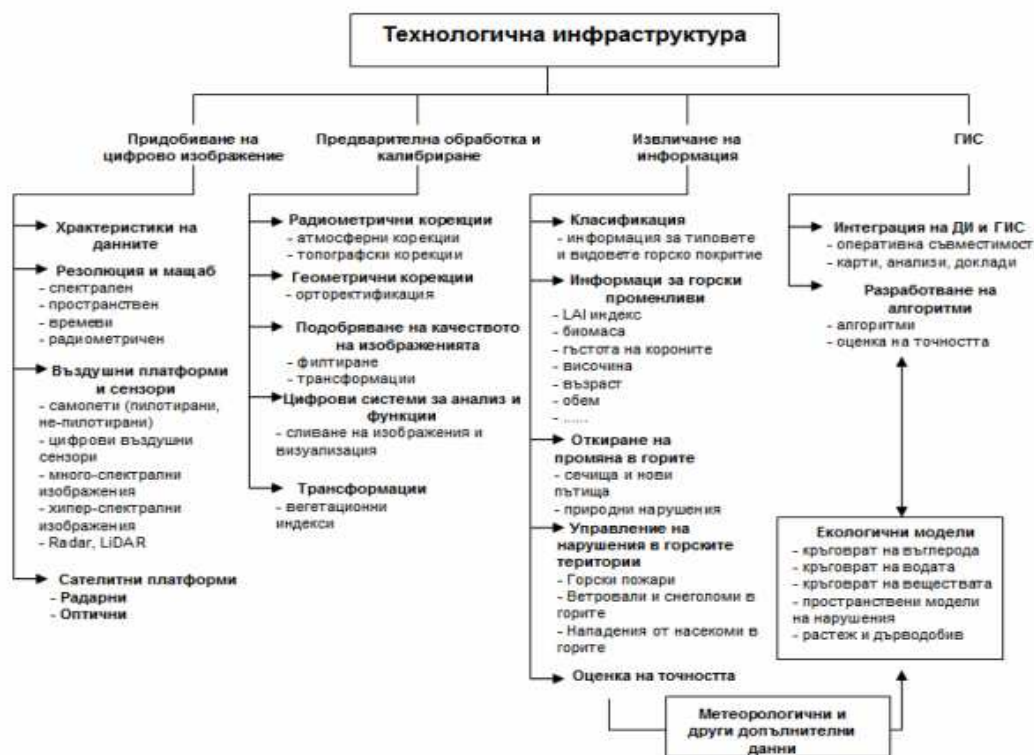 Технологична инфраструктура
Придобиване на
цифрово изображение
Храктеристики на
данните
Резолюция и мащаб
- спектрален
- пространствен
- времеви
- радиометричен
Въздушни платформи
и сензори
- самолети (пилотирани,
не-пилотирани)
- цифрови въздушни
сензори
- много-спектрални
изображения
- хипер-спектрални
изображения
- Radar, LiDAR
Сателитни платформи
- Радарни
- Оптични
Предварителна обработка и
калибриране
Радиометрични корекции
- атмосферни корекции
- топографски корекции
Геометрични корекции
- орторектификация
Подобряване на качеството
на изображенията
- филтиране
- трансформации
Цифрови системи за анализ и
функции
- сливане на изображения и
визуализация
Трансформации
- вегетационни
индекси
Извличане на
информация
Класификация
- информация за типовете
и видовете горско покритие
Информаци за горски
променливи
- LAI индекс
- биомаса
- гъстота на короните
- височина
- възраст
- обем
- ......
Откиране на
промяна в горите
- сечища и нови
пътища
- природни нарушения
Управление на
нарушения в горските
територии
- Горски пожари
- Ветровали и снеголоми в
горите
- Нападения от насекоми в
горите
Оценка на точността
ГИС
Интеграция на ДИ и ГИС
- оперативна съвместимост
- карти, анализи, доклади
Разработване на
алгоритми
- алгоритми
- оценка на точността
Екологични модели
- кръговрат на въглерода
- кръговрат на водата
- кръговрат на веществата
- пространствени модели
на нарушения
- растеж и дърводобив
Метеорологични и
други допълнителни
данни